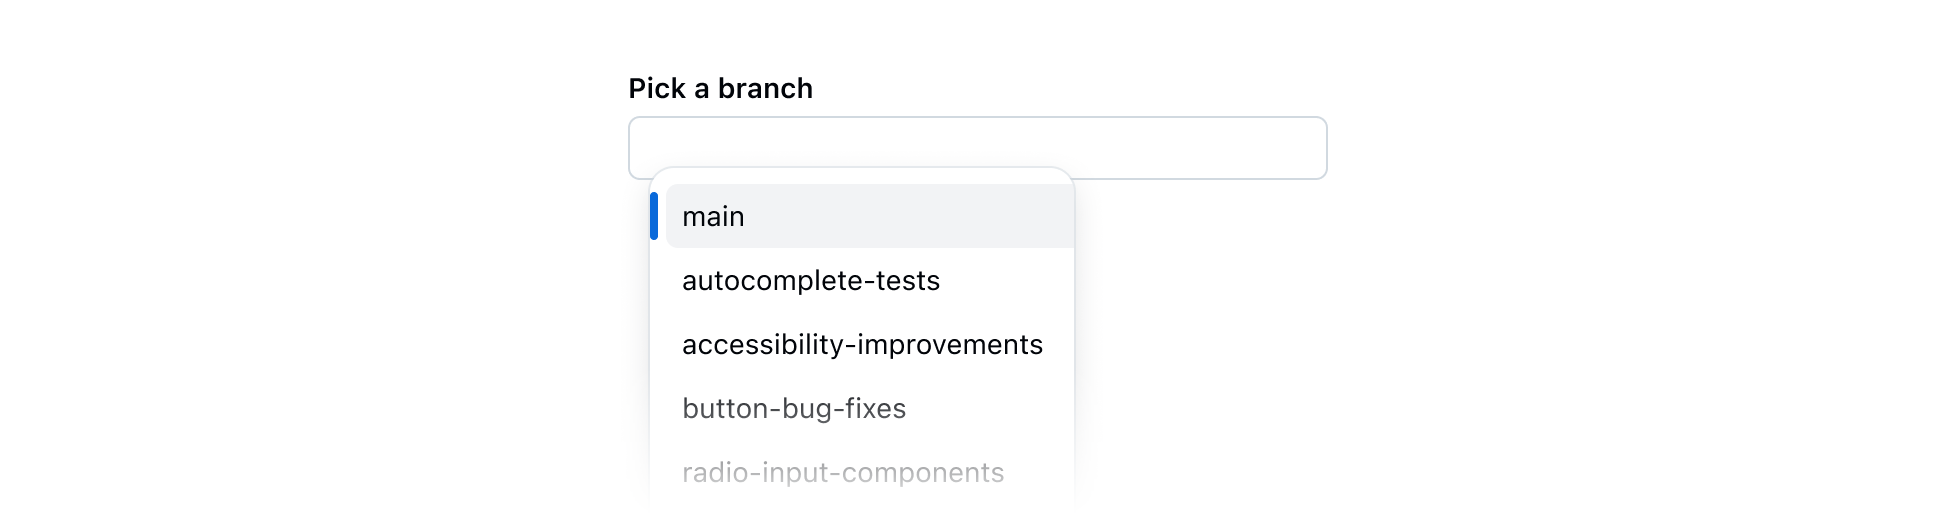 Pick a branch
main
autocomplete-tests
accessibility-improvements
button-bug-fixes
radio-input-components